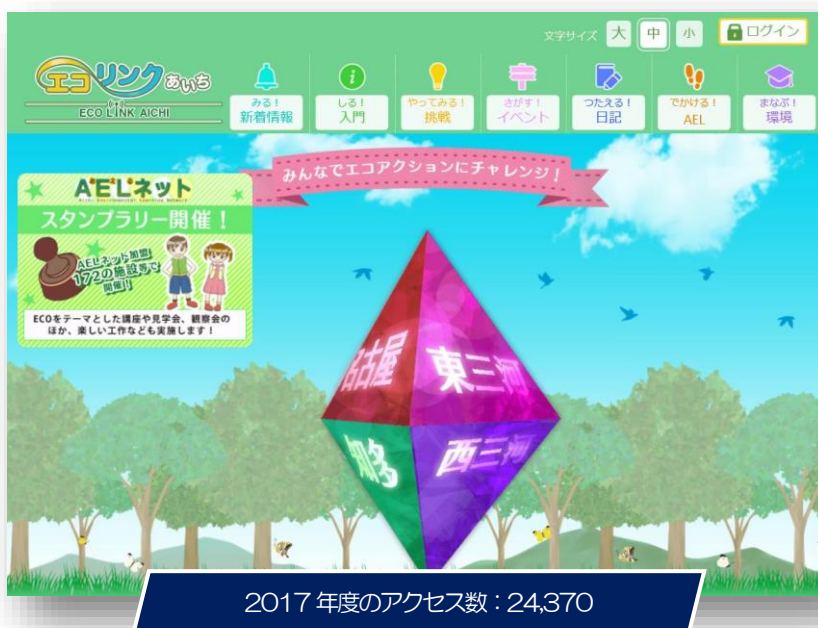 文字サイズ 大 中 小 ログイン
エコリンクあいち
ECO LINK AICHI
みる！
新着情報
しる！
入門
やってみる！
挑戦
さがす！
イベント
つたえる！
日記
でかける！
AEL
まなぶ！
環境
みんなでエコアクションにチャレンジ！
AELネット
スタンプラリー開催！
AELネット加盟
172の施設等で
開催！！
ECOをテーマとした講座や見学会、観察会の
ほか、楽しい工作なども実施します！
名古屋
東三河
知多
西三河
2017年度のアクセス数：24,370